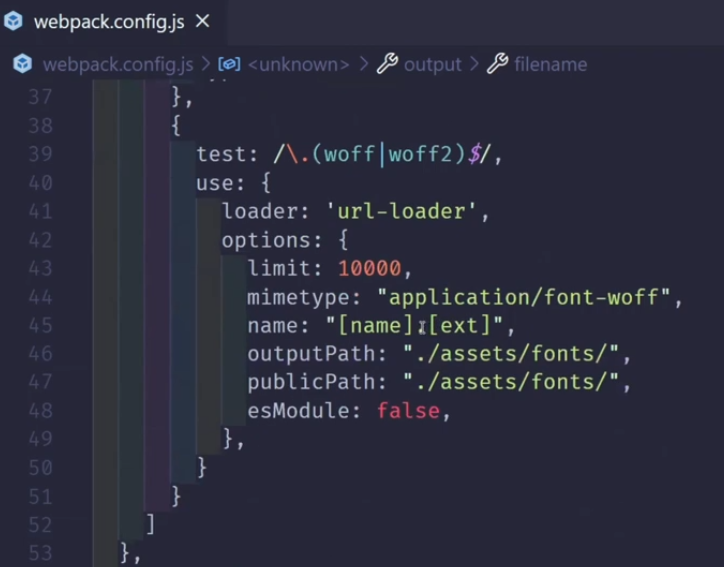 webpack.config.js
webpack.config.js > <unknown> > output > filename
37 },
38 {
39 test: /\.(woff|woff2)$/,
40 use: {
41 loader: 'url-loader',
42 options: {
43 limit: 10000,
44 mimetype: "application/font-woff",
45 name: "[name].[ext]",
46 outputPath: "./assets/fonts/",
47 publicPath: "./assets/fonts/",
48 esModule: false,
49 },
50 }
51 }
52 ]
53 },